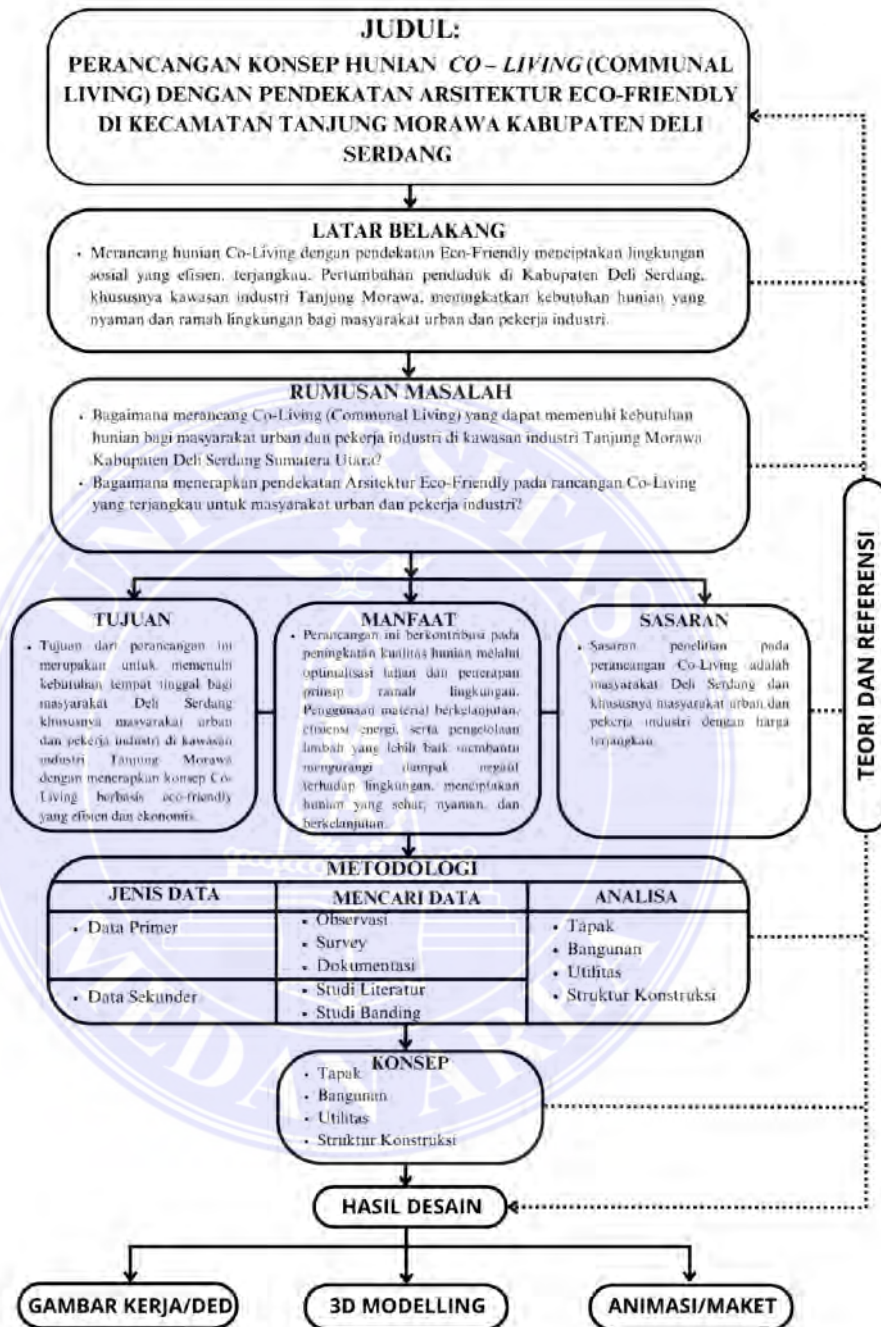 JUDUL:
PERANCANGAN KONSEP HUNIAN CO – LIVING (COMMUNAL
LIVING) DENGAN PENDEKATAN ARSITEKTUR ECO-FRIENDLY
DI KECAMATAN TANJUNG MORAWA KABUPATEN DELI
SERDANG
LATAR BELAKANG
• Merancang hunian Co-Living dengan pendekatan Eco-Friendly menciptakan lingkungan
sosial yang efisien, terjangkau. Pertumbuhan penduduk di Kabupaten Deli Serdang,
khususnya kawasan industri Tanjung Morawa, meningkatkan kebutuhan hunian yang
nyaman dan ramah lingkungan bagi masyarakat urban dan pekerja industri.
RUMUSAN MASALAH
• Bagaimana merancang Co-Living (Communal Living) yang dapat memenuhi kebutuhan
hunian bagi masyarakat urban dan pekerja industri di kawasan industri Tanjung Morawa
Kabupaten Deli Serdang Sumatera Utara?
• Bagaimana menerapkan pendekatan Arsitektur Eco-Friendly pada rancangan Co-Living
yang terjangkau untuk masyarakat urban dan pekerja industri?
TUJUAN
• Tujuan dari perancangan ini
merupakan untuk memenuhi
kebutuhan tempat tinggal bagi
masyarakat Deli Serdang
khususnya masyarakat urban
dan pekerja industri di kawasan
industri Tanjung Morawa
dengan menerapkan konsep Co-
Living berbasis eco-friendly
yang efisien dan ekonomis.
MANFAAT
• Perancangan ini berkontribusi pada
peningkatan kualitas hunian melalui
optimalisasi lahan dan penerapan
prinsip ramah lingkungan.
Penggunaan material berkelanjutan,
efisiensi energi, serta pengelolaan
limbah yang lebih baik membantu
mengurangi dampak negatif
terhadap lingkungan, menciptakan
hunian yang sehat, nyaman, dan
berkelanjutan.
SASARAN
• Sasaran penelitian pada
perancangan Co-Living adalah
masyarakat Deli Serdang dan
khususnya masyarakat urban dan
pekerja industri dengan harga
terjangkau
TEORI DAN REFERENSI
METODOLOGI
JENIS DATA
MENCARI DATA
ANALISA
• Data Primer
• Observasi
• Survey
• Dokumentasi
• Data Sekunder
• Studi Literatur
• Studi Banding
• Tapak
• Bangunan
• Utilitas
• Struktur Konstruksi
KONSEP
• Tapak
• Bangunan
• Utilitas
• Struktur Konstruksi
HASIL DESAIN
GAMBAR KERJA/DED
3D MODELLING
ANIMASI/MAKET
UNIVERSITAS
MEDAN AREA